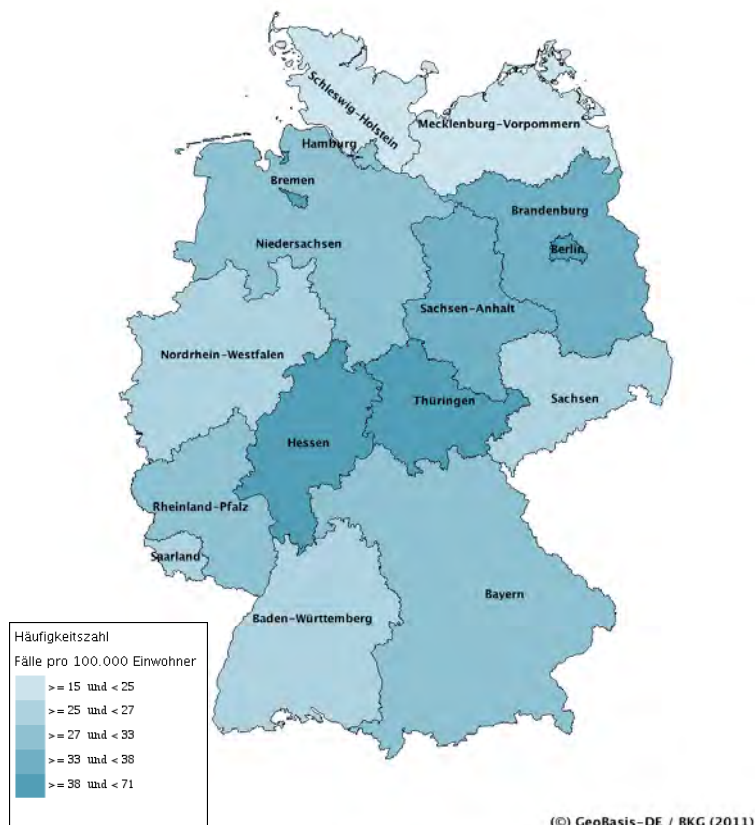 Schleswig-Holstein
Mecklenburg-Vorpommern
Hamburg
Bremen
Brandenburg
Niedersachsen
Berlin
Sachsen-Anhalt
Nordrhein-Westfalen
Thüringen
Sachsen
Hessen
Rheinland-Pfalz
Saarland
Bayern
Baden-Württemberg
Häufigkeitszahl
Fälle pro 100.000 Einwohner
>= 15 und < 25
>= 25 und < 27
>= 27 und < 33
>= 33 und < 38
>= 38 und < 71
(©) GeoBasis-DE / BKG (2011)